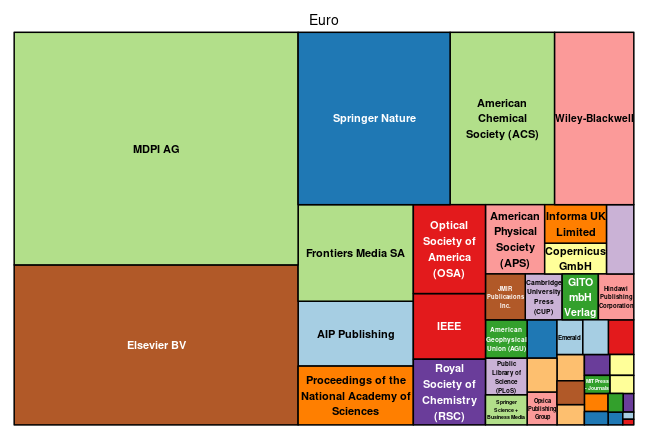 Euro
MDPI AG
Elsevier BV
Springer Nature
American
Chemical
Society (ACS)
Wiley-Blackwell
Frontiers Media SA
AIP Publishing
Proceedings of the
National Academy of
Sciences
Optical
Society of
America
(OSA)
IEEE
Royal
Society of
Chemistry
(RSC)
American
Physical
Society
(APS)
Informa UK
Limited
Copernicus
GmbH
JMIR
Publications
Inc.
Cambridge
University
Press
(CUP)
GITO
mbH
Verlag
Hindawi
Publishing
Corporation
American
Geophysical
Union (AGU)
Emerald
Public
Library of
Science
(PLoS)
Springer
Science +
Business Media
Opsica
Publishing
Group
MIT Press
- Journals